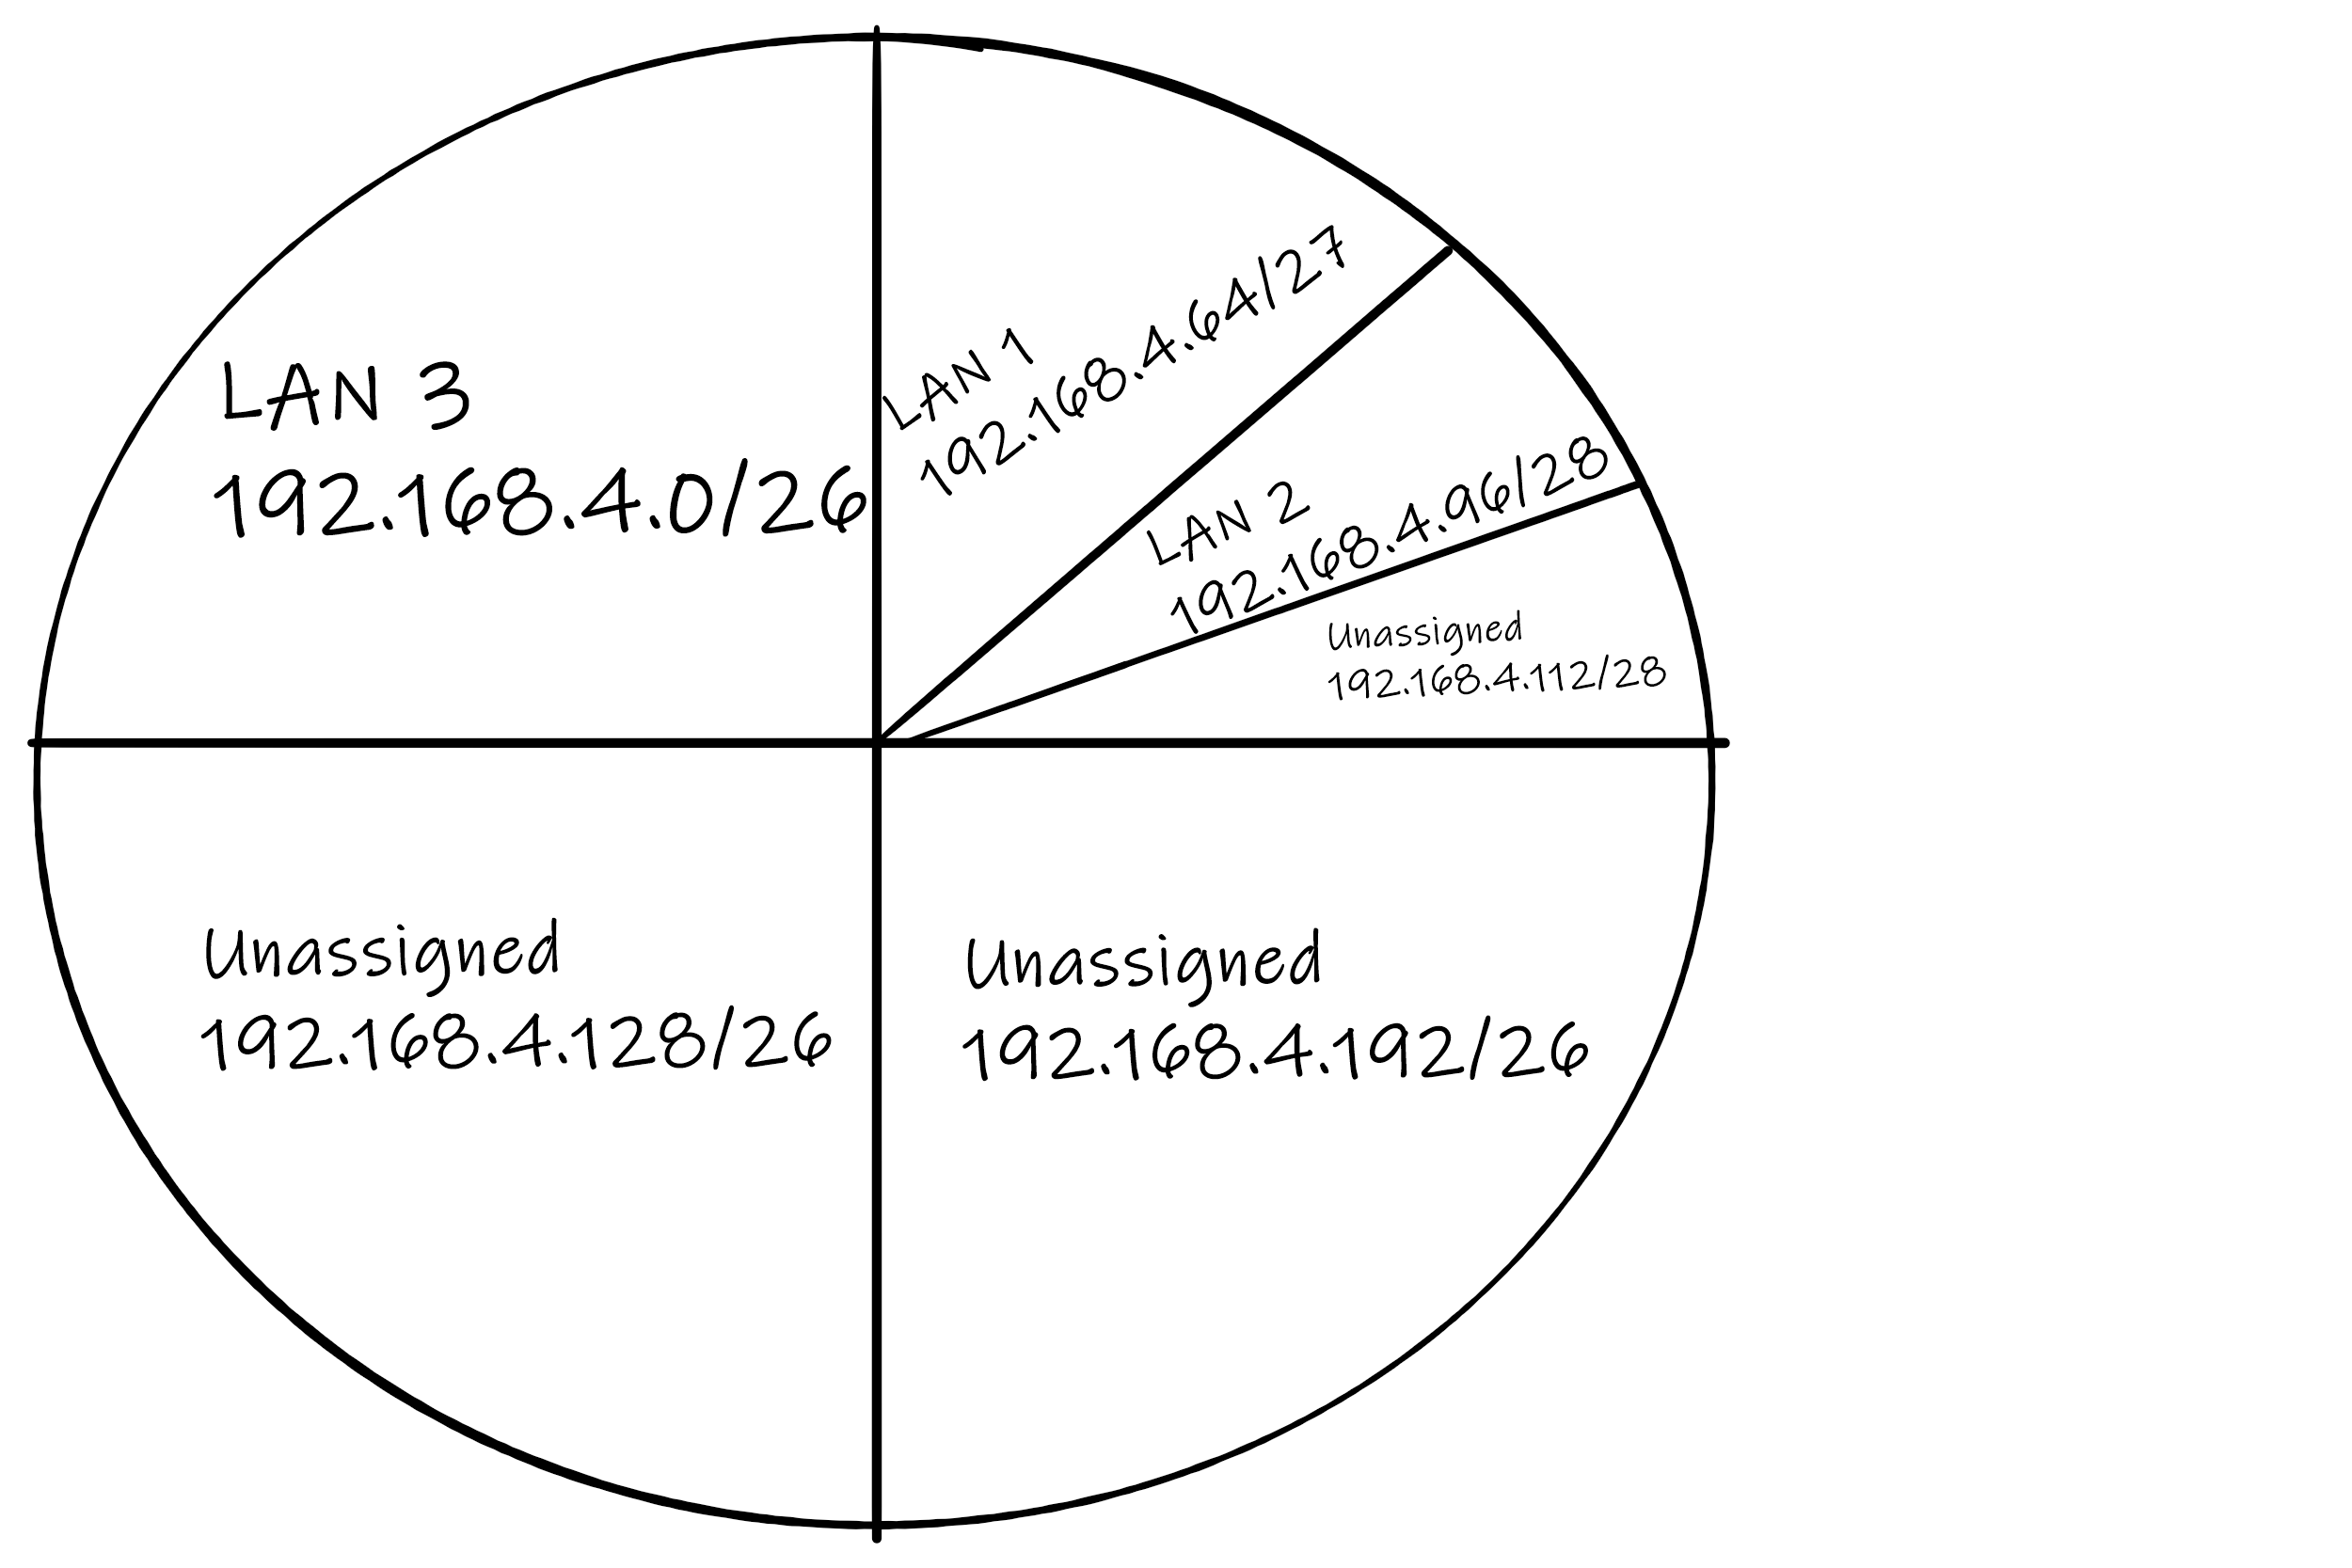 LAN 3
192.168.4.0/26
LAN 1
192.168.4.64/27
LAN 2
192.168.4.96/28
Unassigned
192.168.4.112/28
Unassigned
192.168.4.128/26
Unassigned
192.168.4.192/26